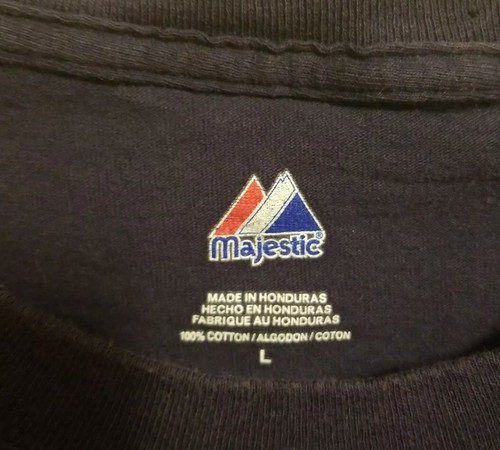 Majestic®
MADE IN HONDURAS
HECHO EN HONDURAS
FABRIQUE AU HONDURAS
100% COTTON / ALGODON / COTON
L